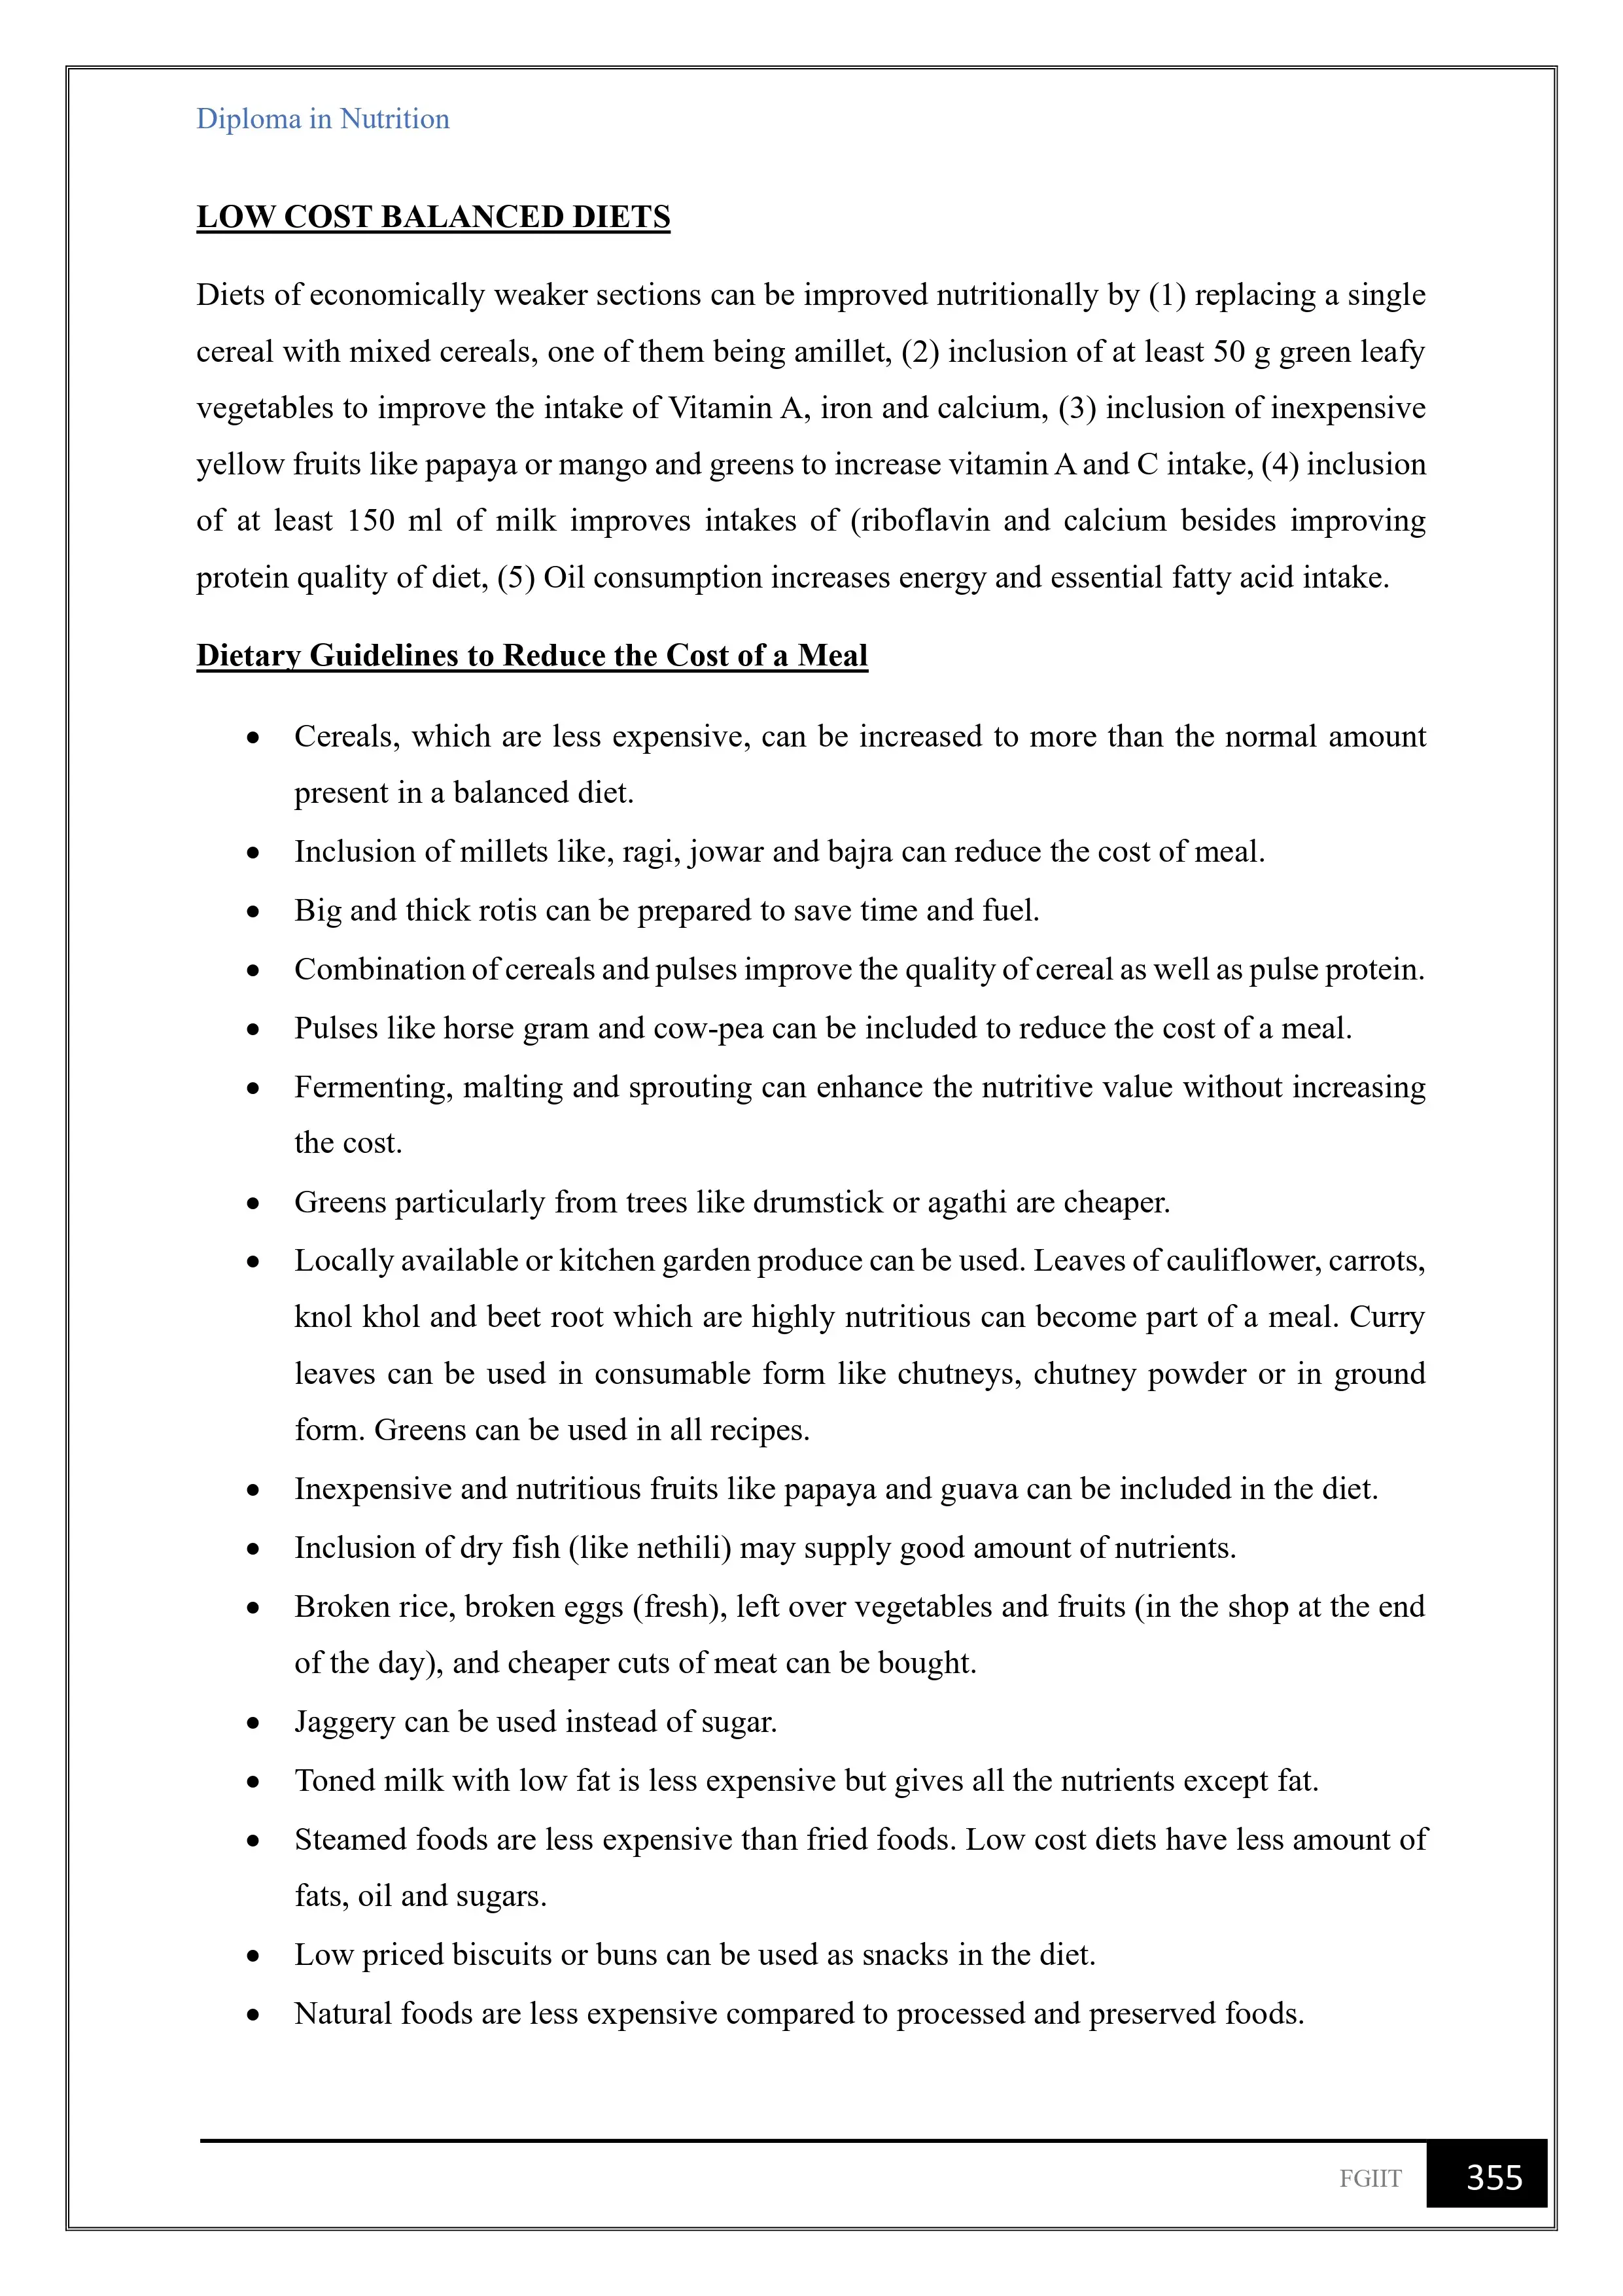 Diploma in Nutrition
LOW COST BALANCED DIETS
Diets of economically weaker sections can be improved nutritionally by (1) replacing a single
cereal with mixed cereals, one of them being amillet, (2) inclusion of at least 50 g green leafy
vegetables to improve the intake of Vitamin A, iron and calcium, (3) inclusion of inexpensive
yellow fruits like papaya or mango and greens to increase vitamin A and C intake, (4) inclusion
of at least 150 ml of milk improves intakes of (riboflavin and calcium besides improving
protein quality of diet, (5) Oil consumption increases energy and essential fatty acid intake.
Dietary Guidelines to Reduce the Cost of a Meal
• Cereals, which are less expensive, can be increased to more than the normal amount
present in a balanced diet.
• Inclusion of millets like, ragi, jowar and bajra can reduce the cost of meal.
• Big and thick rotis can be prepared to save time and fuel.
• Combination of cereals and pulses improve the quality of cereal as well as pulse protein.
• Pulses like horse gram and cow-pea can be included to reduce the cost of a meal.
• Fermenting, malting and sprouting can enhance the nutritive value without increasing
the cost.
• Greens particularly from trees like drumstick or agathi are cheaper.
• Locally available or kitchen garden produce can be used. Leaves of cauliflower, carrots,
knol khol and beet root which are highly nutritious can become part of a meal. Curry
leaves can be used in consumable form like chutneys, chutney powder or in ground
form. Greens can be used in all recipes.
• Inexpensive and nutritious fruits like papaya and guava can be included in the diet.
• Inclusion of dry fish (like nethili) may supply good amount of nutrients.
• Broken rice, broken eggs (fresh), left over vegetables and fruits (in the shop at the end
of the day), and cheaper cuts of meat can be bought.
• Jaggery can be used instead of sugar.
• Toned milk with low fat is less expensive but gives all the nutrients except fat.
• Steamed foods are less expensive than fried foods. Low cost diets have less amount of
fats, oil and sugars.
• Low priced biscuits or buns can be used as snacks in the diet.
• Natural foods are less expensive compared to processed and preserved foods.
FGIIT 355